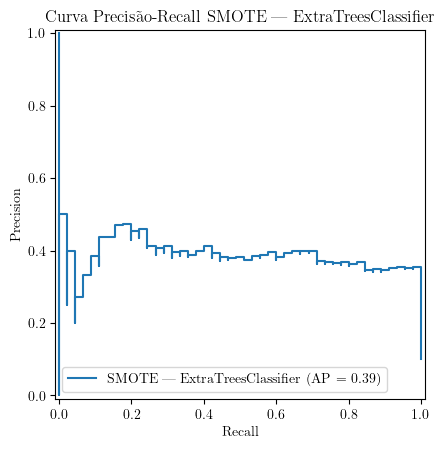 Curva Precisão-Recall SMOTE — ExtraTreesClassifier
1.0
0.8
0.6
0.4
0.2
0.0
Precision
SMOTE — ExtraTreesClassifier (AP = 0.39)
0.0 0.2 0.4 0.6 0.8 1.0
Recall